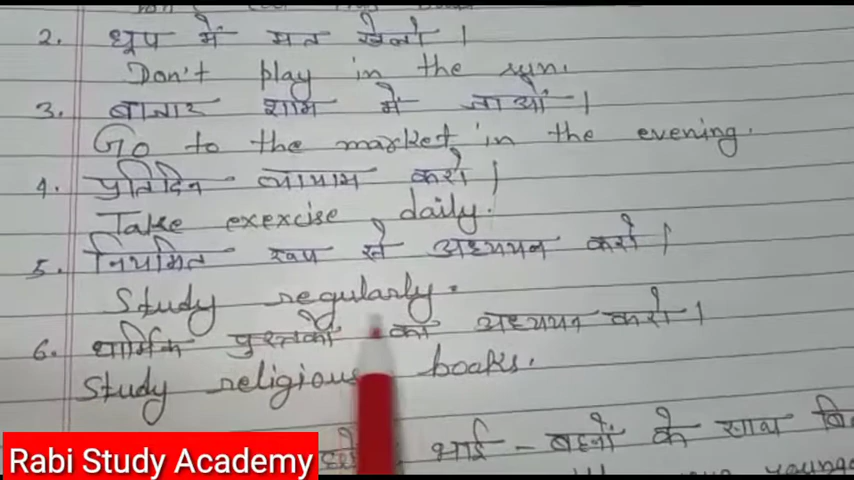 2. धूप में मत खेलो।
Don't play in the sun.
3. बाजार शाम में जाओ।
Go to the market in the evening.
4. प्रतिदिन व्यायाम करो।
Take exexcise daily.
5. नियमित रूप से अध्ययन करो।
Study regularly.
6. धार्मिक पुस्तकों का अध्ययन करो।
Study religious books.
भाई - बहनों के साथ
Rabi Study Academy